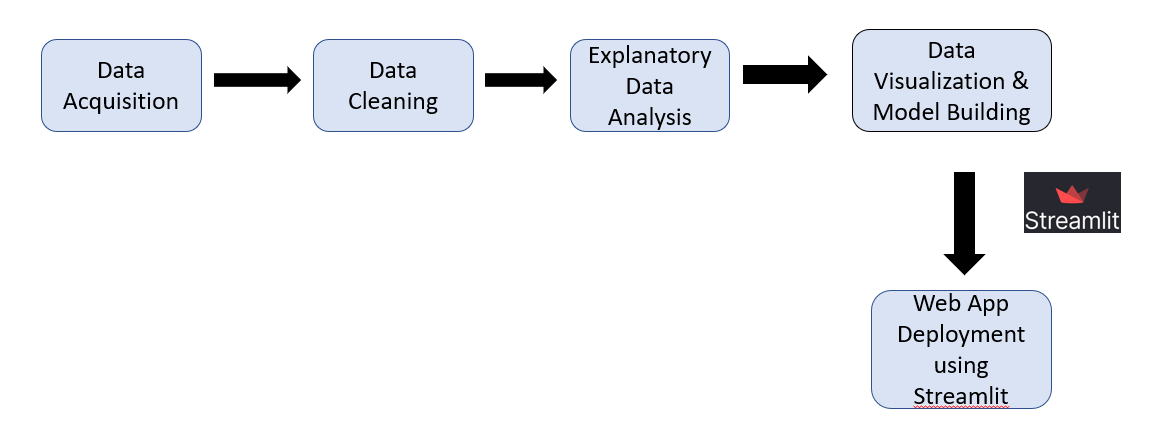 Data
Acquisition
Data
Cleaning
Explanatory
Data
Analysis
Data
Visualization &
Model Building
Streamlit
Web App
Deployment
using
Streamlit